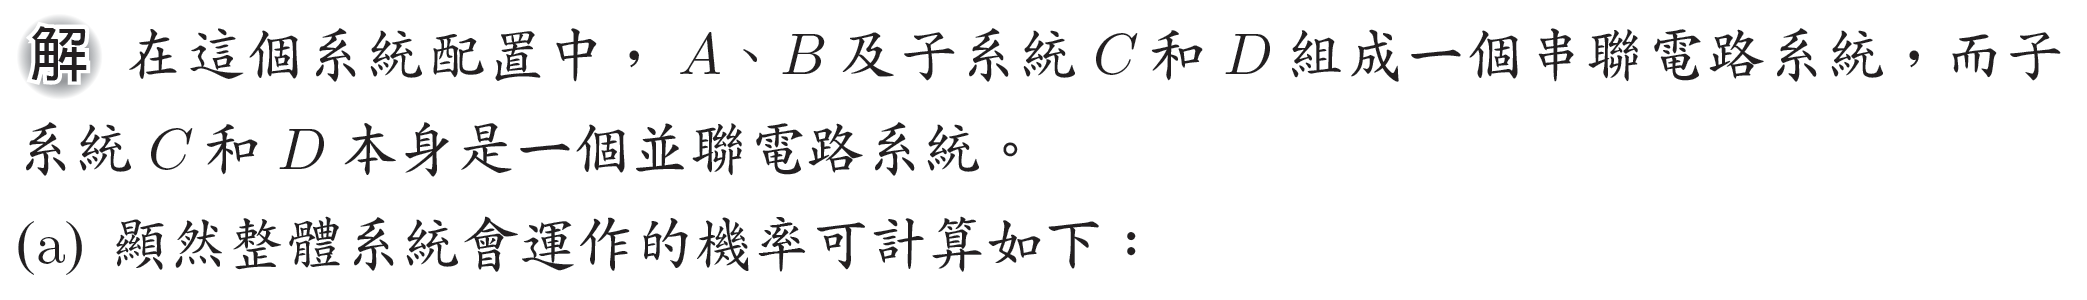 解 在這個系統配置中，A、B 及子系統 C 和 D 組成一個串聯電路系統，而子
系統 C 和 D 本身是一個並聯電路系統。
(a) 顯然整體系統會運作的機率可計算如下：